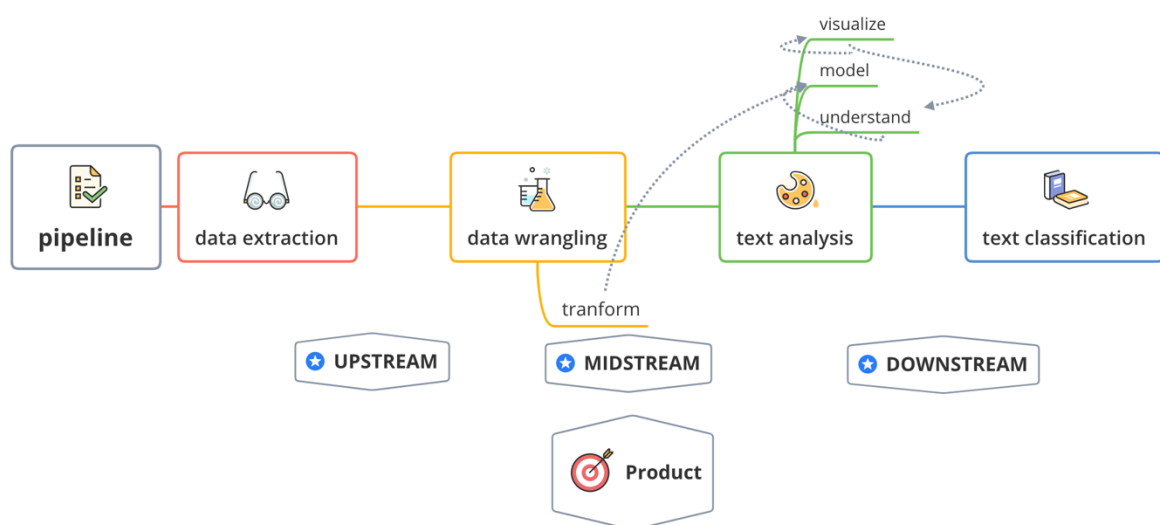 visualize
model
understand
pipeline
data extraction
data wrangling
text analysis
text classification
tranform
UPSTREAM
MIDSTREAM
DOWNSTREAM
Product